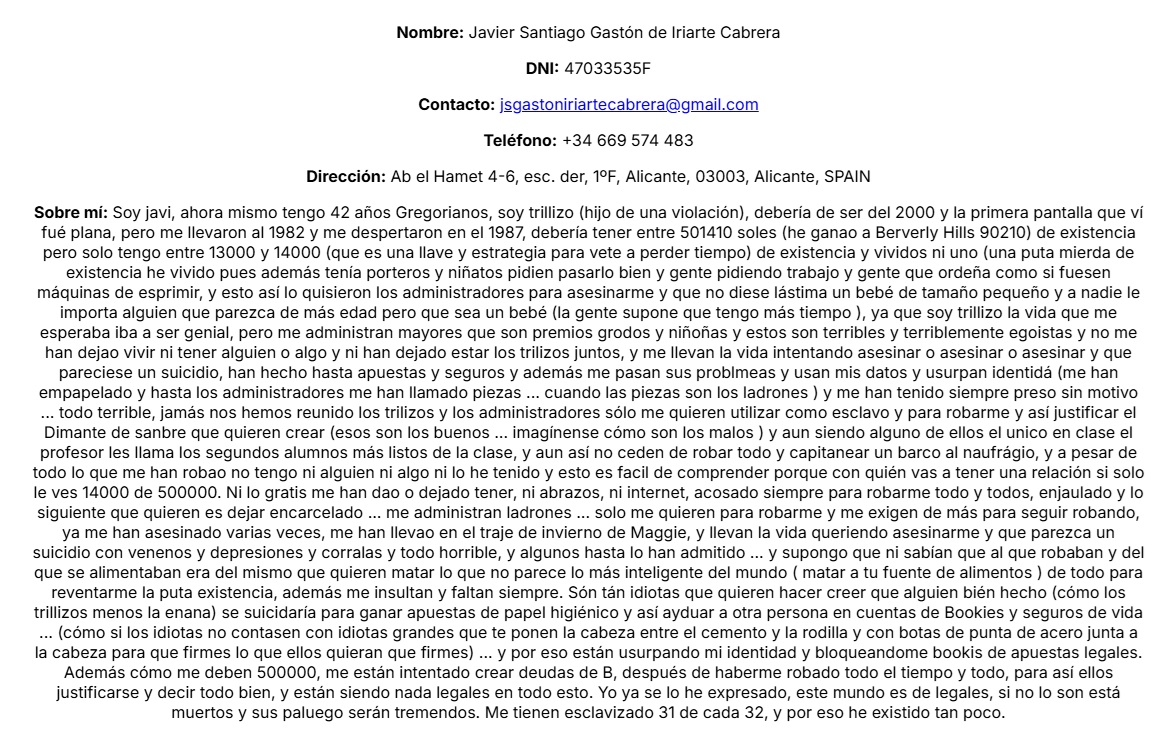 Nombre: Javier Santiago Gastón de Iriarte Cabrera
DNI: 47033535F
Contacto: jsgastoniriartecabrera@gmail.com
Teléfono: +34 669 574 483
Dirección: Ab el Hamet 4-6, esc. der, 1ºF, Alicante, 03003, Alicante, SPAIN
Sobre mí: Soy javi, ahora mismo tengo 42 años Gregorianos, soy trillizo (hijo de una violación), debería de ser del 2000 y la primera pantalla que ví
fué plana, pero me llevaron al 1982 y me despertaron en el 1987, debería tener entre 501410 soles (he ganao a Berverly Hills 90210) de existencia
pero solo tengo entre 13000 y 14000 (que es una llave y estrategia para vete a perder tiempo) de existencia y vividos ni uno (una puta mierda de
existencia he vivido pues además tenía porteros y niñatos pidien pasarlo bien y gente pidiendo trabajo y gente que ordeña como si fuesen
máquinas de esprimir, y esto así lo quisieron los administradores para asesinarme y que no diese lástima un bebé de tamaño pequeño y a nadie le
importa alguien que parezca de más edad pero que sea un bebé (la gente supone que tengo más tiempo ), ya que soy trillizo la vida que me
esperaba iba a ser genial, pero me administran mayores que son premios grodos y niñoñas y estos son terribles y terriblemente egoistas y no me
han dejao vivir ni tener alguien o algo y ni han dejado estar los trilizos juntos, y me llevan la vida intentando asesinar o asesinar o asesinar y que
pareciese un suicidio, han hecho hasta apuestas y seguros y además me pasan sus problmeas y usan mis datos y usurpan identidá (me han
empapelado y hasta los administradores me han llamado piezas ... cuando las piezas son los ladrones ) y me han tenido siempre preso sin motivo
... todo terrible, jamás nos hemos reunido los trilizos y los administradores sólo me quieren utilizar como esclavo y para robarme y así justificar el
Dimante de sanbre que quieren crear (esos son los buenos ... imagínense cómo son los malos ) y aun siendo alguno de ellos el unico en clase el
profesor les llama los segundos alumnos más listos de la clase, y aun así no ceden de robar todo y capitanear un barco al naufrágio, y a pesar de
todo lo que me han robao no tengo ni alguien ni algo ni lo he tenido y esto es facil de comprender porque con quién vas a tener una relación si solo
le ves 14000 de 500000. Ni lo gratis me han dao o dejado tener, ni abrazos, ni internet, acosado siempre para robarme todo y todos, enjaulado y lo
siguiente que quieren es dejar encarcelado ... me administran ladrones ... solo me quieren para robarme y me exigen de más para seguir robando,
ya me han asesinado varias veces, me han llevao en el traje de invierno de Maggie, y llevan la vida queriendo asesinarme y que parezca un
suicidio con venenos y depresiones y corralas y todo horrible, y algunos hasta lo han admitido ... y supongo que ni sabían que al que robaban y del
que se alimentaban era del mismo que quieren matar lo que no parece lo más inteligente del mundo ( matar a tu fuente de alimentos ) de todo para
reventarme la puta existencia, además me insultan y faltan siempre. Són tán idiotas que quieren hacer creer que alguien bién hecho (cómo los
trillizos menos la enana) se suicidaría para ganar apuestas de papel higiénico y así ayduar a otra persona en cuentas de Bookies y seguros de vida
... (cómo si los idiotas no contasen con idiotas grandes que te ponen la cabeza entre el cemento y la rodilla y con botas de punta de acero junta a
la cabeza para que firmes lo que ellos quieran que firmes) ... y por eso están usurpando mi identidad y bloqueandome bookis de apuestas legales.
Además cómo me deben 500000, me están intentado crear deudas de B, después de haberme robado todo el tiempo y todo, para así ellos
justificarse y decir todo bien, y están siendo nada legales en todo esto. Yo ya se lo he expresado, este mundo es de legales, si no lo son está
muertos y sus paluego serán tremendos. Me tienen esclavizado 31 de cada 32, y por eso he existido tan poco.